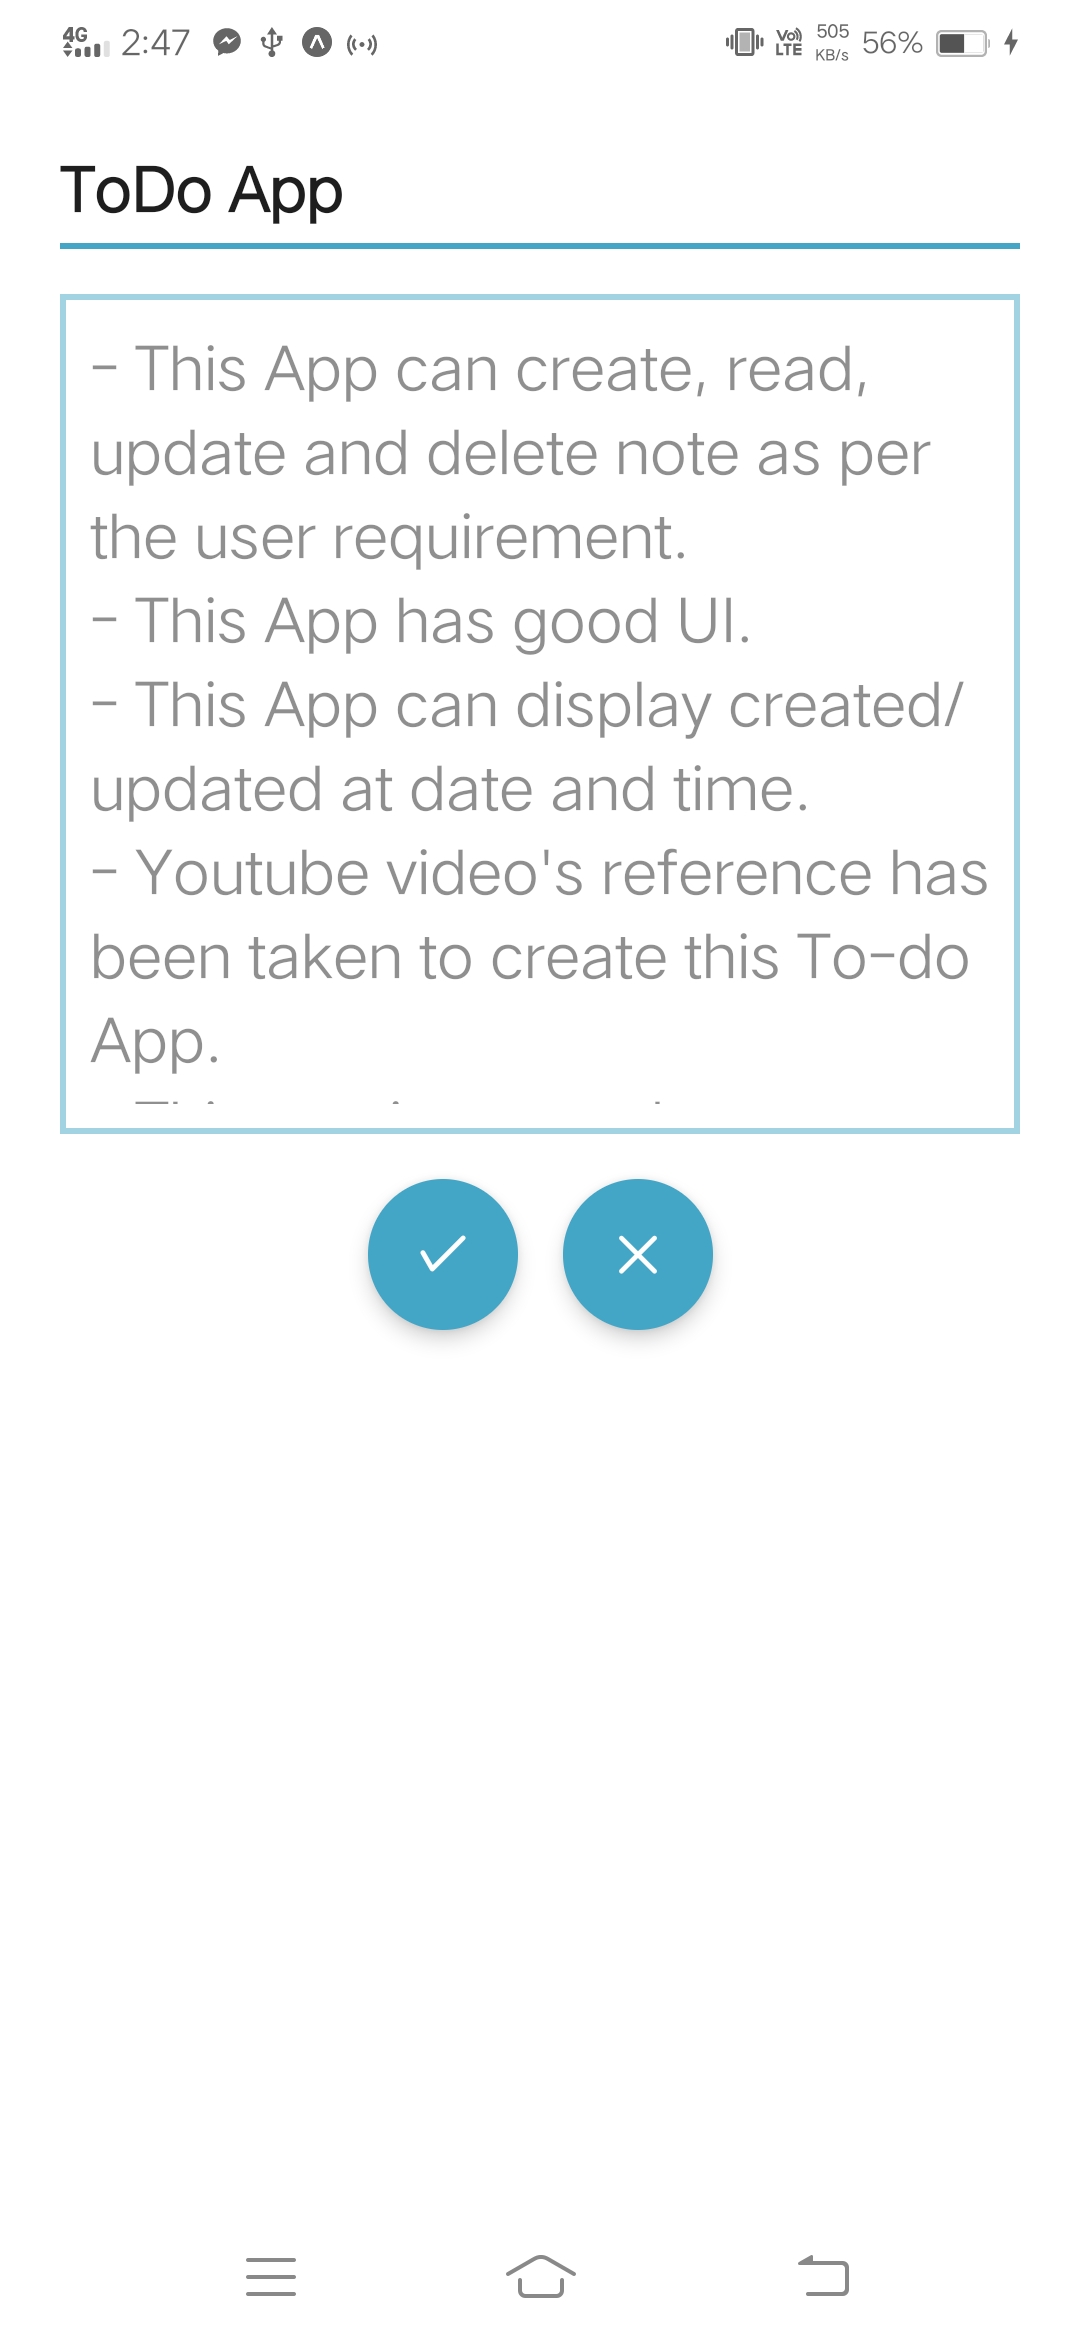 4G 2:47 Vo) LTE 505 KB/s 56%
ToDo App
- This App can create, read,
update and delete note as per
the user requirement.
- This App has good UI.
- This App can display created/
updated at date and time.
- Youtube video's reference has
been taken to create this To-do
App.